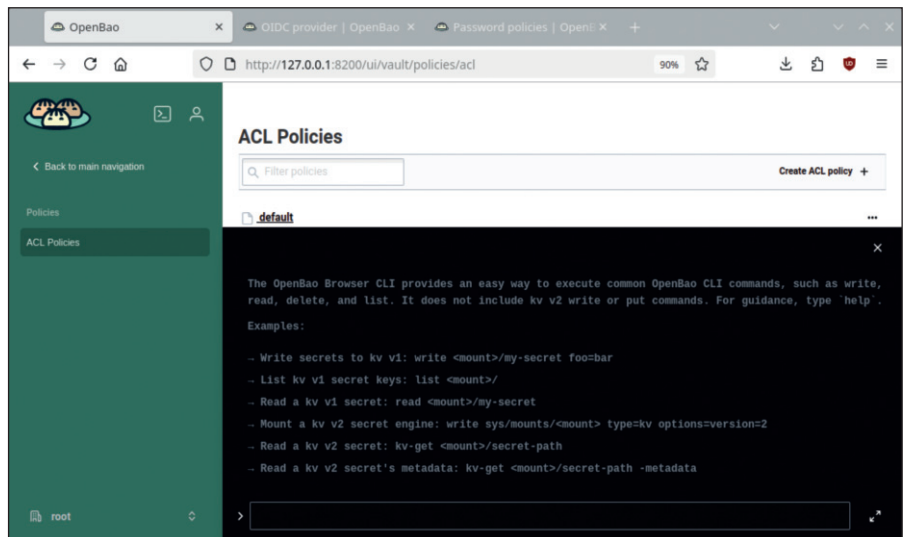 OpenBao
OIDC provider | OpenBao
Password policies | Open
http://127.0.0.1:8200/ui/vault/policies/acl
90%
Back to main navigation
Policies
ACL Policies
root
ACL Policies
Filter policies
Create ACL policy +
default
The OpenBao Browser CLI provides an easy way to execute common OpenBao CLI commands, such as write,
read, delete, and list. It does not include kv v2 write or put commands. For guidance, type `help`.
Examples:
→ Write secrets to kv v1: write <mount>/my-secret foo=bar
→ List kv v1 secret keys: list <mount>/
→ Read a kv v1 secret: read <mount>/my-secret
→ Mount a kv v2 secret engine: write sys/mounts/<mount> type=kv options=version=2
→ Read a kv v2 secret: kv-get <mount>/secret-path
→ Read a kv v2 secret's metadata: kv-get <mount>/secret-path -metadata
>